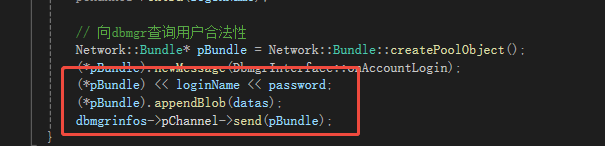 // 向dbmgr查询用户合法性
Network::Bundle* pBundle = Network::Bundle::createPoolObject();
(*pBundle).newMessage(DbmgrInterface::onAccountLogin);
(*pBundle) << loginName << password;
(*pBundle).appendBlob(datas);
dbmgrinfos->pChannel->send(pBundle);
}